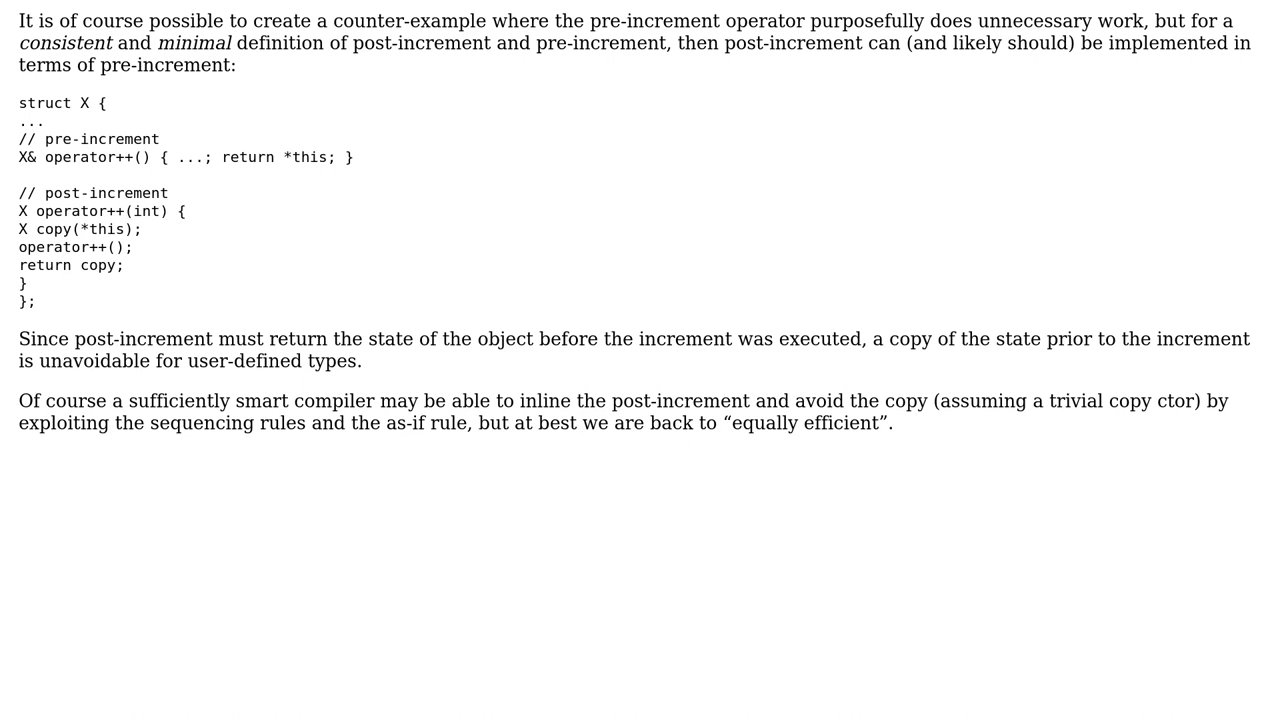 It is of course possible to create a counter-example where the pre-increment operator purposefully does unnecessary work, but for a
consistent and minimal definition of post-increment and pre-increment, then post-increment can (and likely should) be implemented in
terms of pre-increment:
struct X {
...
// pre-increment
X& operator++() { ...; return *this; }
// post-increment
X operator++(int) {
X copy(*this);
operator++();
return copy;
}
};
Since post-increment must return the state of the object before the increment was executed, a copy of the state prior to the increment
is unavoidable for user-defined types.
Of course a sufficiently smart compiler may be able to inline the post-increment and avoid the copy (assuming a trivial copy ctor) by
exploiting the sequencing rules and the as-if rule, but at best we are back to “equally efficient”.